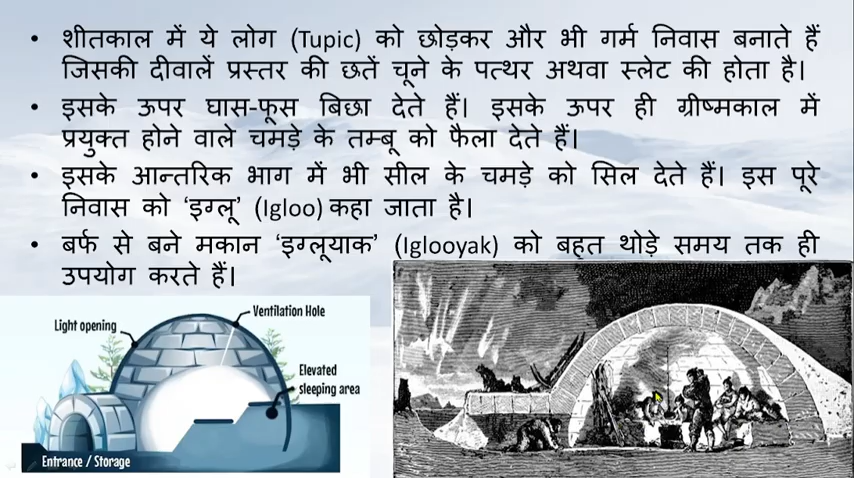 • शीतकाल में ये लोग (Tupic) को छोड़कर और भी गर्म निवास बनाते हैं
जिसकी दीवालें प्रस्तर की छतें चूने के पत्थर अथवा स्लेट की होता है।
• इसके ऊपर घास-फूस बिछा देते हैं। इसके ऊपर ही ग्रीष्मकाल में
प्रयुक्त होने वाले चमड़े के तम्बू को फैला देते हैं।
• इसके आन्तरिक भाग में भी सील के चमड़े को सिल देते हैं। इस पूरे
निवास को ‘इग्लू’ (Igloo) कहा जाता है।
• बर्फ से बने मकान ‘इग्लूयाक’ (Iglooyak) को बहुत थोड़े समय तक ही
उपयोग करते हैं।
Ventilation Hole
Light opening
Elevated
sleeping area
Entrance / Storage